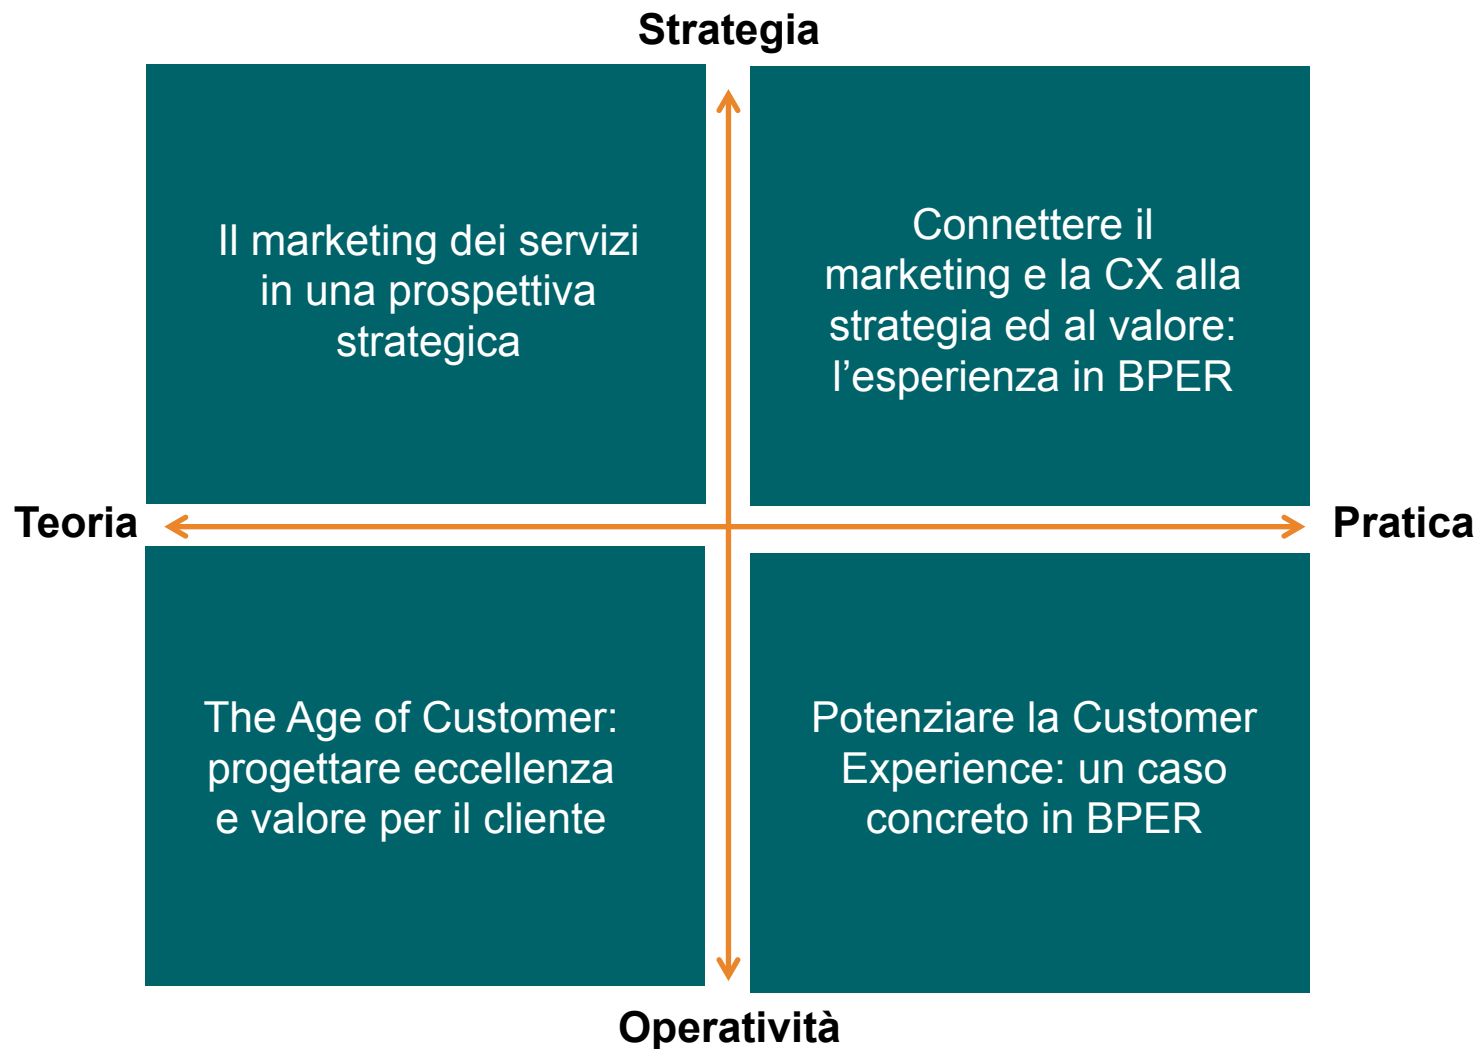 Strategia
Il marketing dei servizi
in una prospettiva
strategica
Connettere il
marketing e la CX alla
strategia ed al valore:
l’esperienza in BPER
Teoria
Pratica
The Age of Customer:
progettare eccellenza
e valore per il cliente
Potenziare la Customer
Experience: un caso
concreto in BPER
Operatività